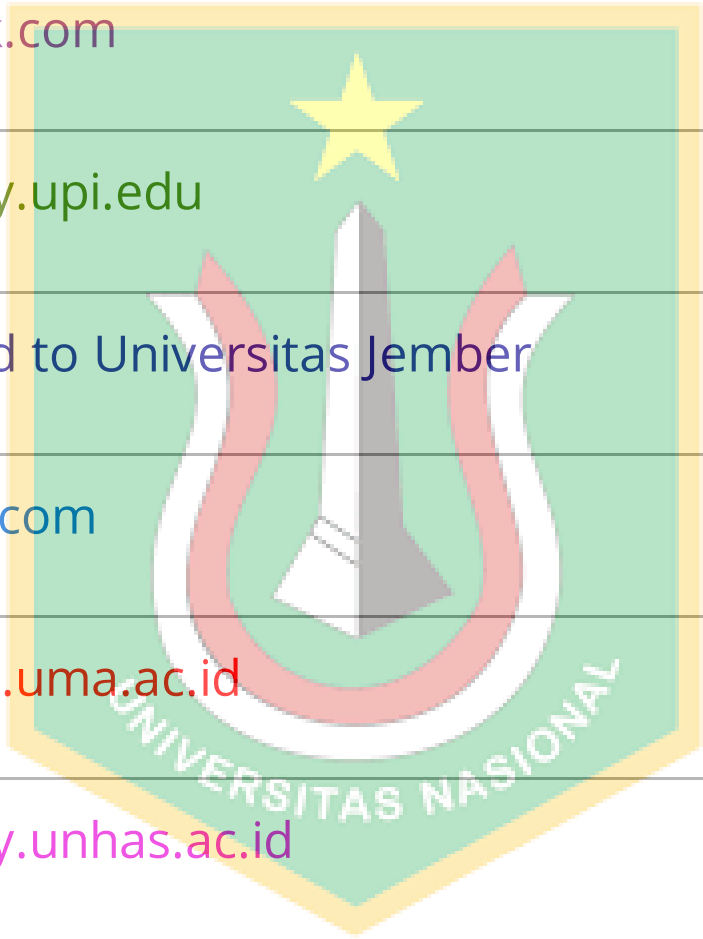 .com
y.upi.edu
d to Universitas Jember
.com
.uma.ac.id
UNIVERSITAS NASIONAL
y.unhas.ac.id